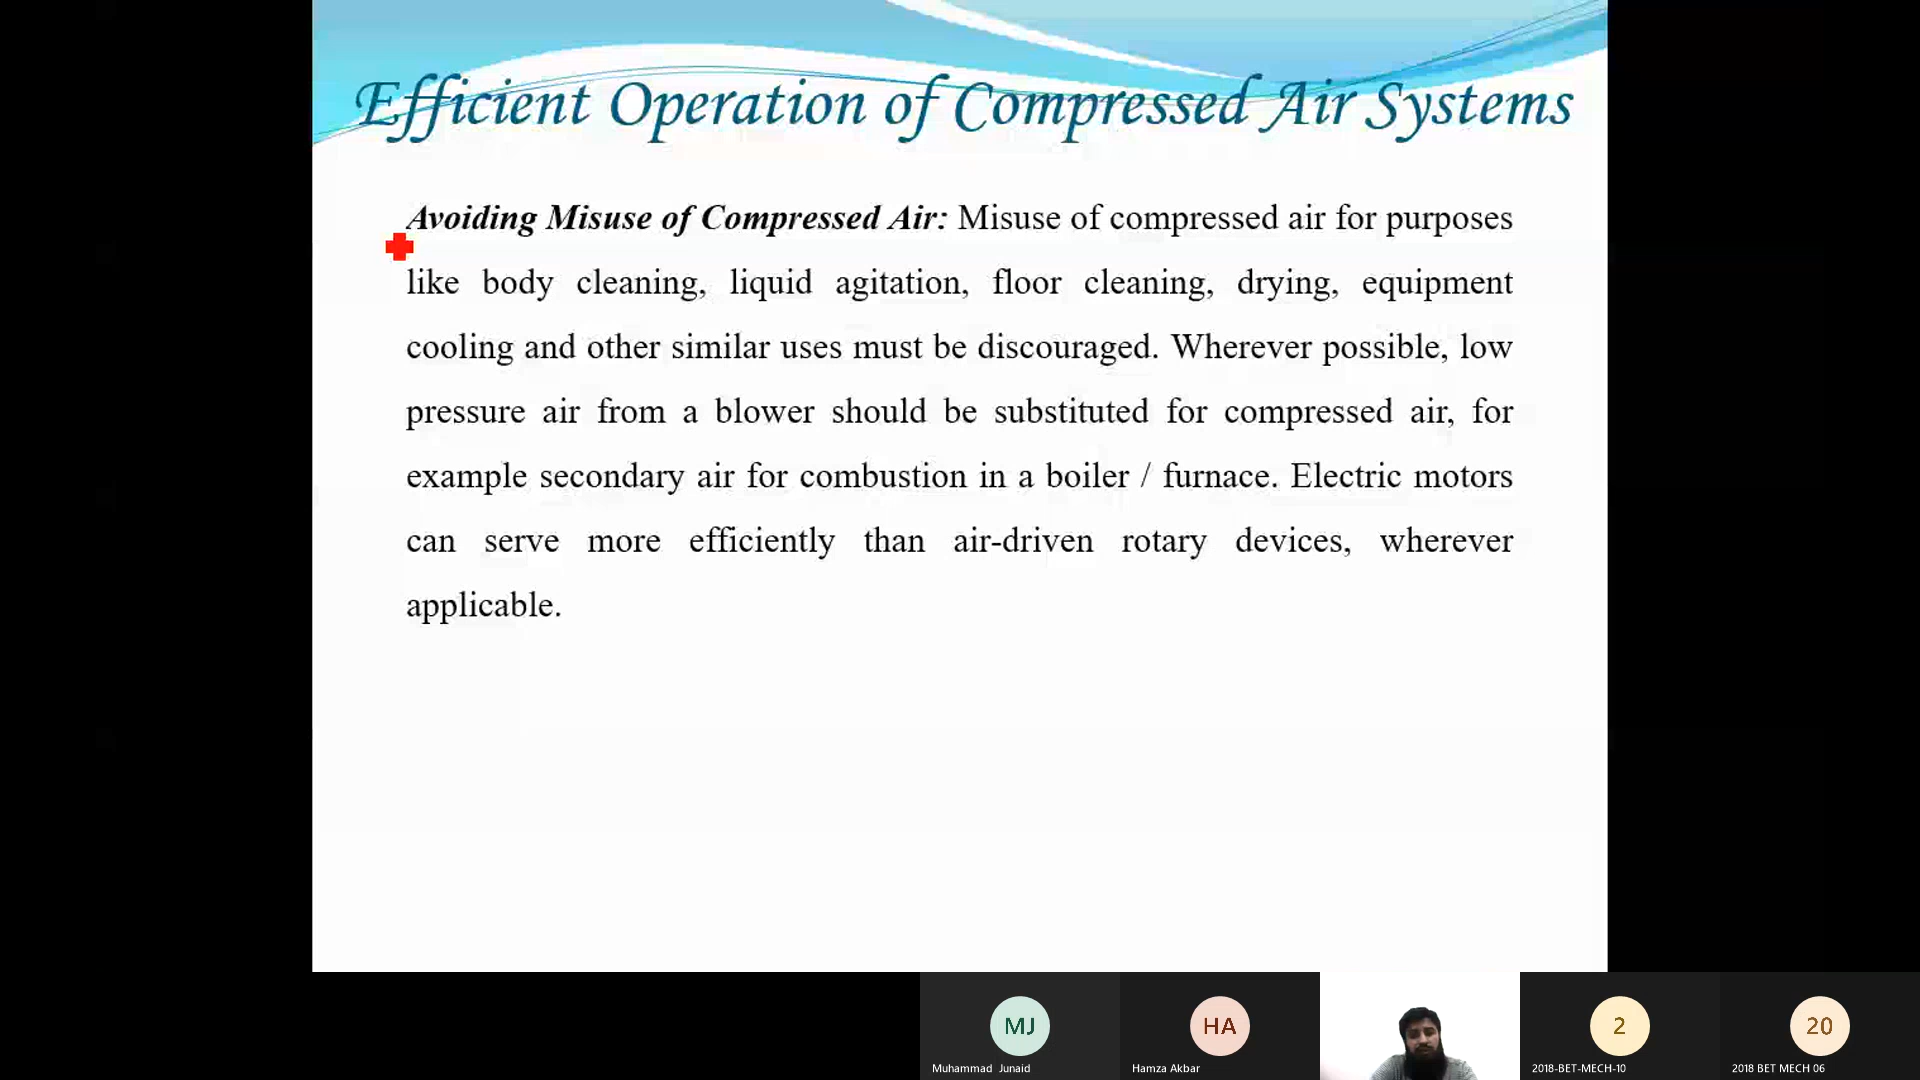 Efficient Operation of Compressed Air Systems
Avoiding Misuse of Compressed Air: Misuse of compressed air for purposes
like body cleaning, liquid agitation, floor cleaning, drying, equipment
cooling and other similar uses must be discouraged. Wherever possible, low
pressure air from a blower should be substituted for compressed air, for
example secondary air for combustion in a boiler / furnace. Electric motors
can serve more efficiently than air-driven rotary devices, wherever
applicable.
MJ
Muhammad Junaid
HA
Hamza Akbar
2
2018-BET-MECH-10
20
2018 BET MECH 06